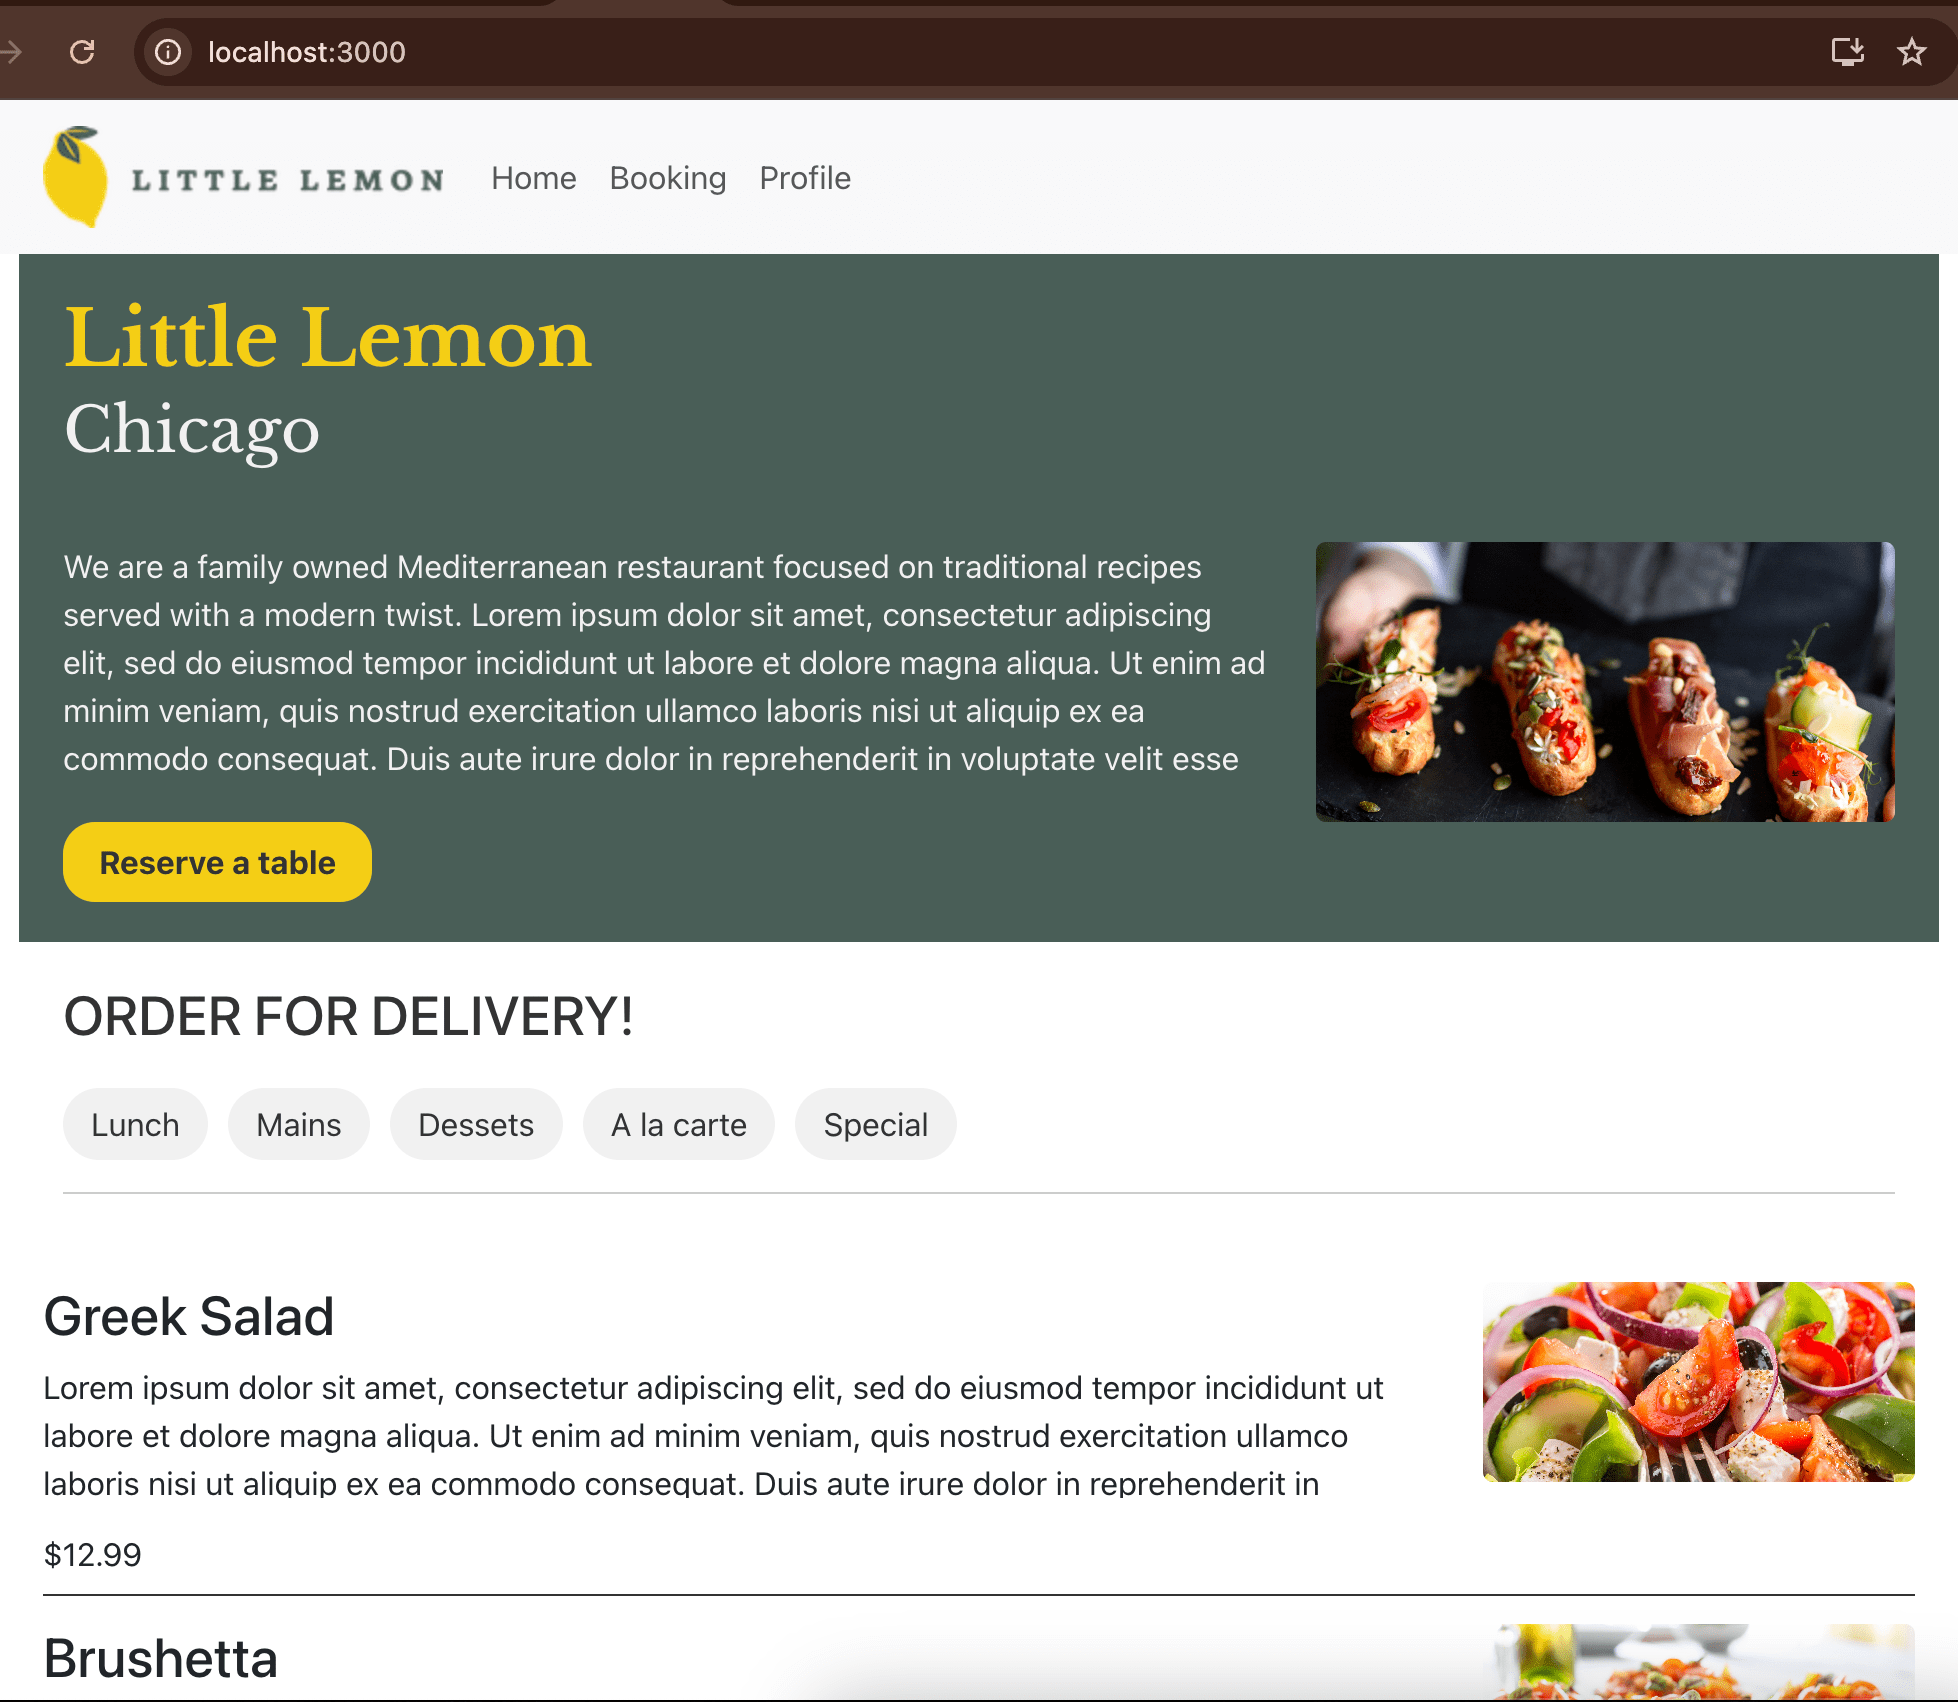 localhost:3000
LITTLE LEMON
Home Booking Profile
Little Lemon
Chicago
We are a family owned Mediterranean restaurant focused on traditional recipes
served with a modern twist. Lorem ipsum dolor sit amet, consectetur adipiscing
elit, sed do eiusmod tempor incididunt ut labore et dolore magna aliqua. Ut enim ad
minim veniam, quis nostrud exercitation ullamco laboris nisi ut aliquip ex ea
commodo consequat. Duis aute irure dolor in reprehenderit in voluptate velit esse
Reserve a table
ORDER FOR DELIVERY!
Lunch Mains Dessets A la carte Special
Greek Salad
Lorem ipsum dolor sit amet, consectetur adipiscing elit, sed do eiusmod tempor incididunt ut
labore et dolore magna aliqua. Ut enim ad minim veniam, quis nostrud exercitation ullamco
laboris nisi ut aliquip ex ea commodo consequat. Duis aute irure dolor in reprehenderit in
$12.99
Brushetta